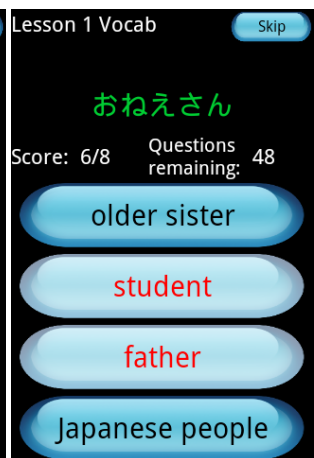 Lesson 1 Vocab
Skip
おねえさん
Score: 6/8
Questions
remaining:
48
older sister
student
father
Japanese people